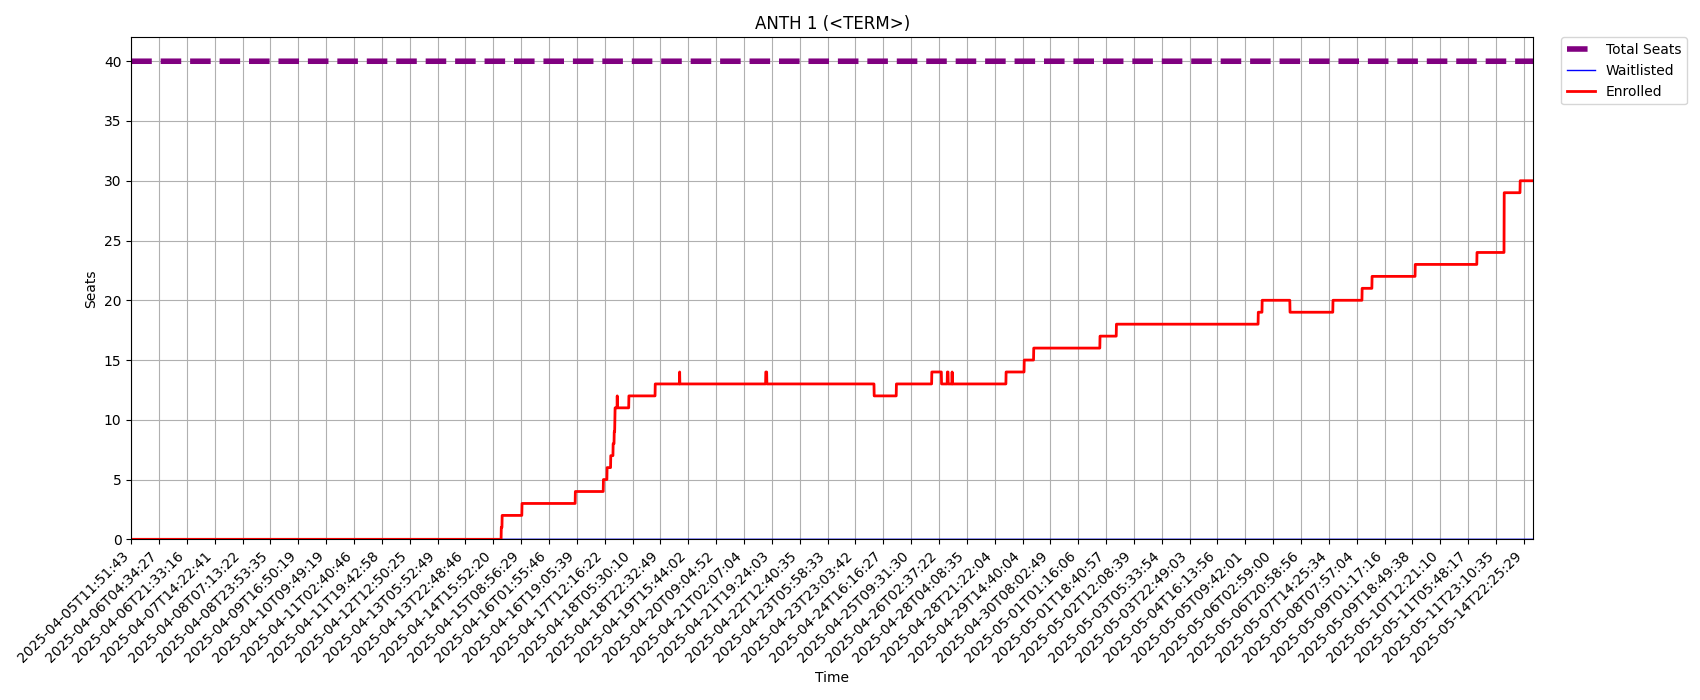 ANTH 1 (<TERM>)
Total Seats
Waitlisted
Enrolled
40
35
30
25
20
15
10
5
0
Seats
2025-04-05T11:51:43
2025-04-06T04:34:27
2025-04-06T21:33:16
2025-04-07T14:22:41
2025-04-08T07:13:22
2025-04-08T23:53:35
2025-04-09T16:50:19
2025-04-10T09:49:19
2025-04-11T02:40:46
2025-04-11T19:42:58
2025-04-12T12:50:25
2025-04-13T05:52:49
2025-04-13T22:48:46
2025-04-14T15:52:20
2025-04-15T08:56:29
2025-04-16T01:55:46
2025-04-16T19:05:39
2025-04-17T12:16:22
2025-04-18T05:30:10
2025-04-18T22:32:49
2025-04-19T15:44:02
2025-04-20T09:04:52
2025-04-21T02:07:04
2025-04-21T19:24:03
2025-04-22T12:40:35
2025-04-23T05:58:33
2025-04-23T23:03:42
2025-04-24T16:16:27
2025-04-25T09:31:30
2025-04-26T02:37:22
2025-04-28T04:08:35
2025-04-28T21:22:04
2025-04-29T14:40:04
2025-04-30T08:02:49
2025-05-01T01:16:06
2025-05-01T18:40:57
2025-05-02T12:08:39
2025-05-03T05:33:54
2025-05-03T22:49:03
2025-05-04T16:13:56
2025-05-05T09:42:01
2025-05-06T02:59:00
2025-05-06T20:58:56
2025-05-07T14:25:34
2025-05-08T07:57:04
2025-05-09T01:17:16
2025-05-09T18:49:38
2025-05-10T12:21:10
2025-05-11T05:48:17
2025-05-11T23:10:35
2025-05-14T22:25:29
Time